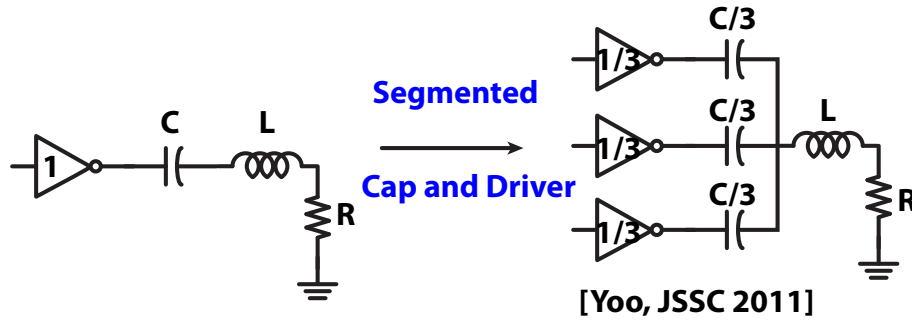 C/3
1/3
Segmented
C/3
L
C
L
1
1/3
Cap and Driver
C/3
R
R
1/3
[Yoo, JSSC 2011]